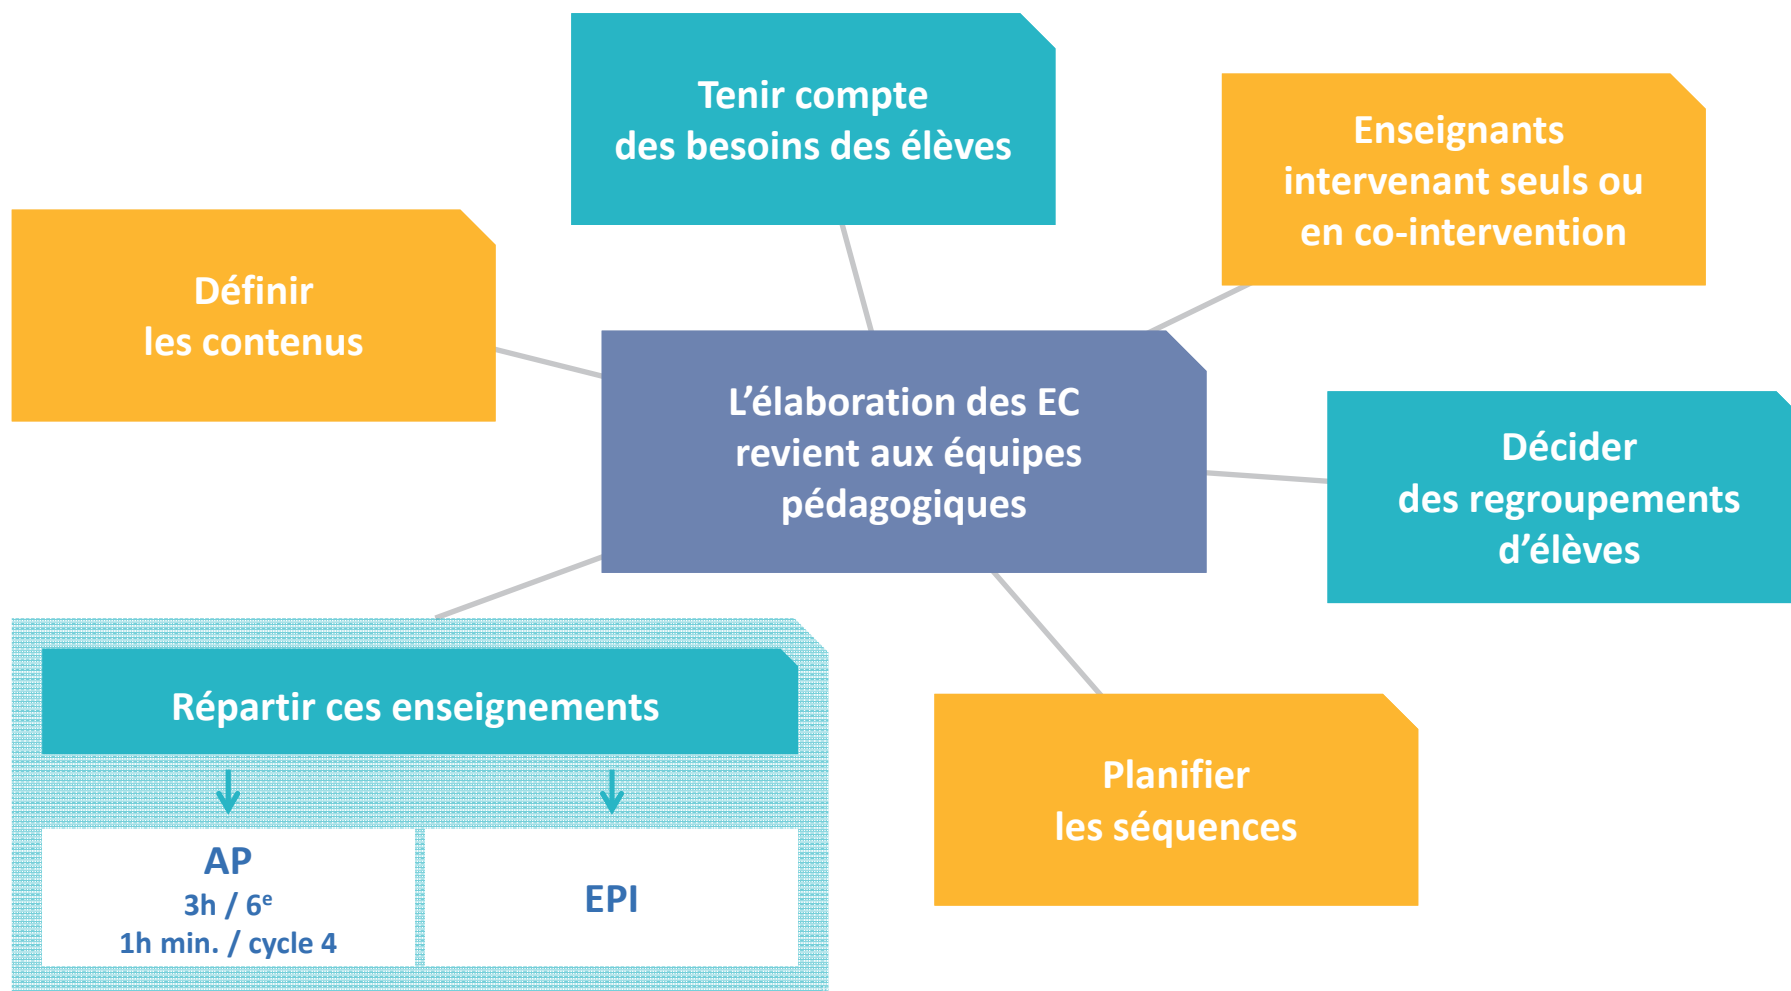 Tenir compte
des besoins des élèves
Enseignants
intervenant seuls ou
en co-intervention
Définir
les contenus
L’élaboration des EC
revient aux équipes
pédagogiques
Décider
des regroupements
d’élèves
Répartir ces enseignements
AP
3h / 6ᵉ
1h min. / cycle 4
EPI
Planifier
les séquences